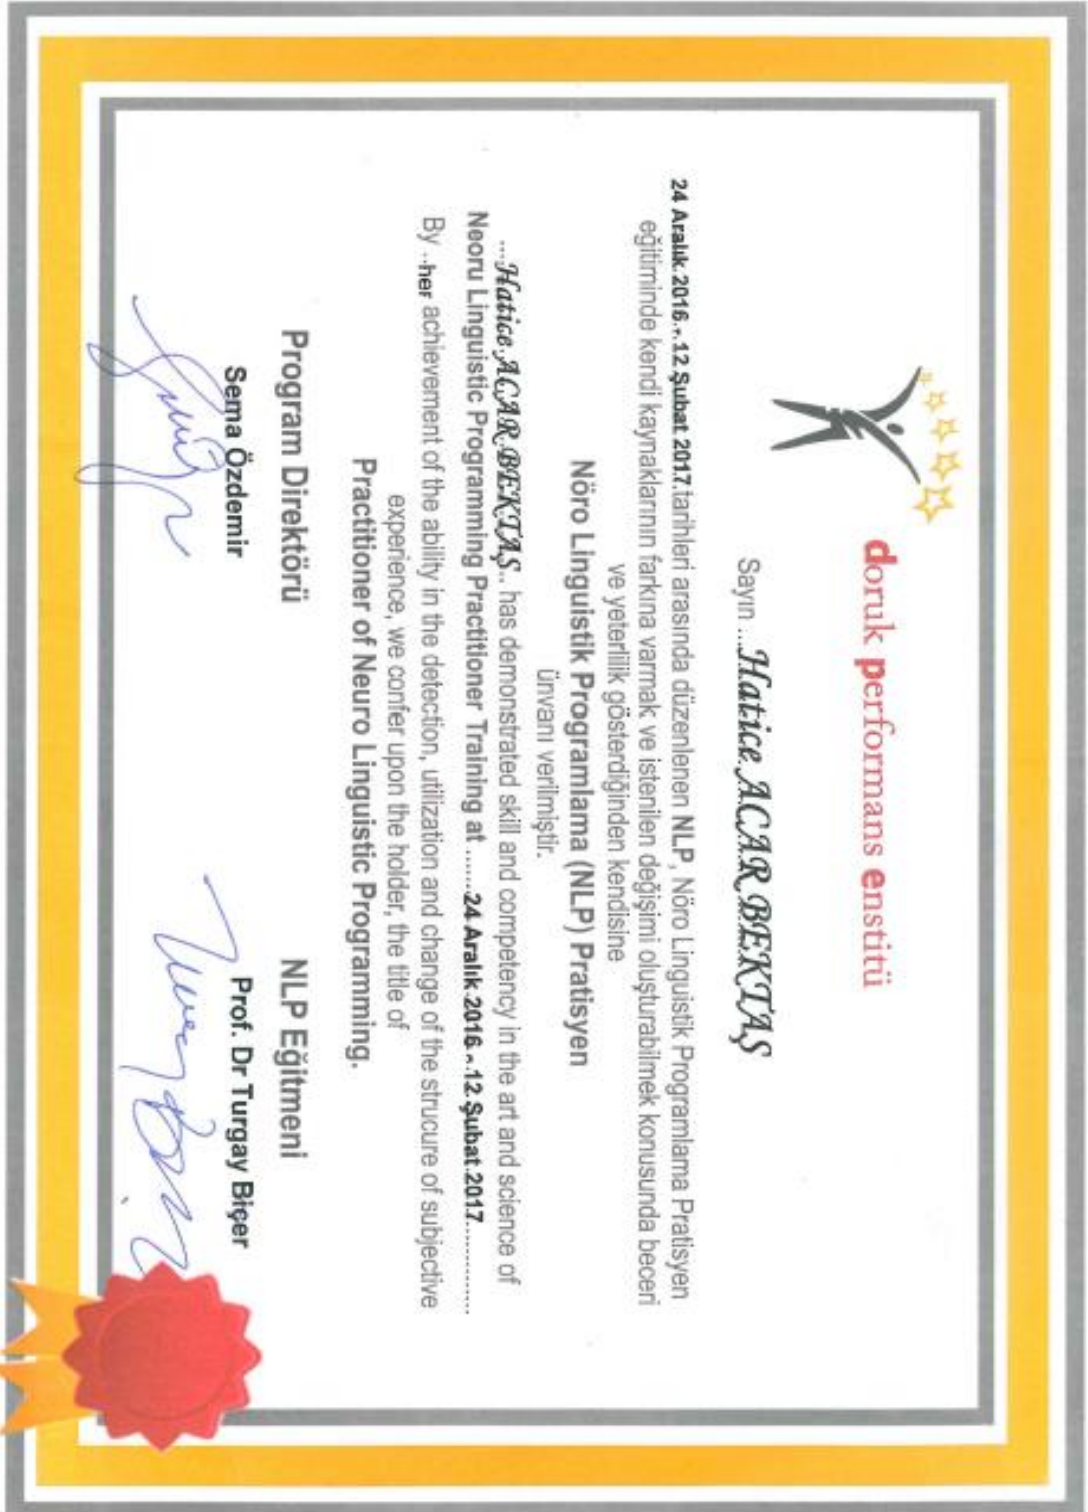 doruk performans enstitü
Sayın ...Hatice ACAR BEKTAŞ
24 Aralık 2016 - 12 Şubat 2017 tarihleri arasında düzenlenen NLP, Nöro Linguistik Programlama Pratisyen
eğitiminde kendi kaynaklarının farkına varmak ve istenilen değişimi oluşturabilmek konusunda beceri
ve yeterlilik gösterdiğinden kendisine
Nöro Linguistik Programlama (NLP) Pratisyen
ünvanı verilmiştir.
....Hatice ACAR BEKTAŞ.. has demonstrated skill and competency in the art and science of
Neoru Linguistic Programming Practitioner Training at ......24 Aralık 2016 - 12 Şubat 2017............
By ..her achievement of the ability in the detection, utilization and change of the strucure of subjective
experience, we confer upon the holder, the title of
Practitioner of Neuro Linguistic Programming.
Program Direktörü
Sema Özdemir
NLP Eğitmeni
Prof. Dr Turgay Biçer